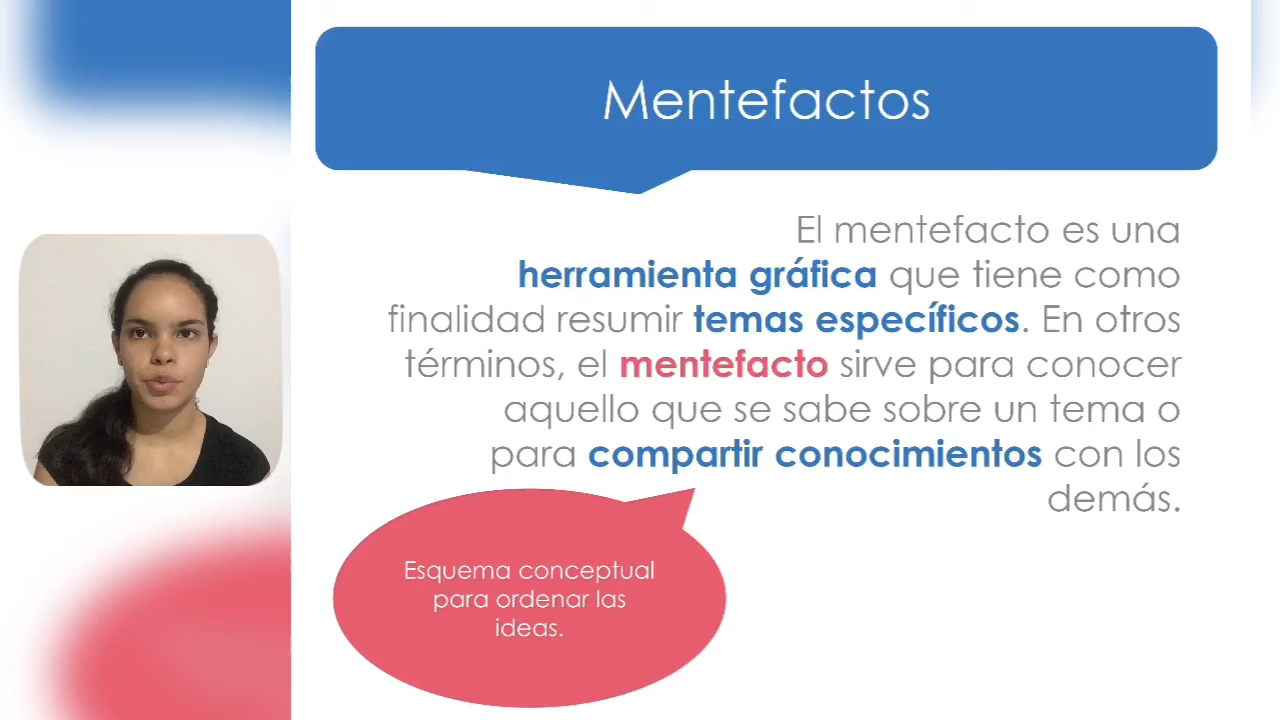 Mentefactos
El mentefacto es una
herramienta gráfica que tiene como
finalidad resumir temas específicos. En otros
términos, el mentefacto sirve para conocer
aquello que se sabe sobre un tema o
para compartir conocimientos con los
demás.
Esquema conceptual
para ordenar las
ideas.